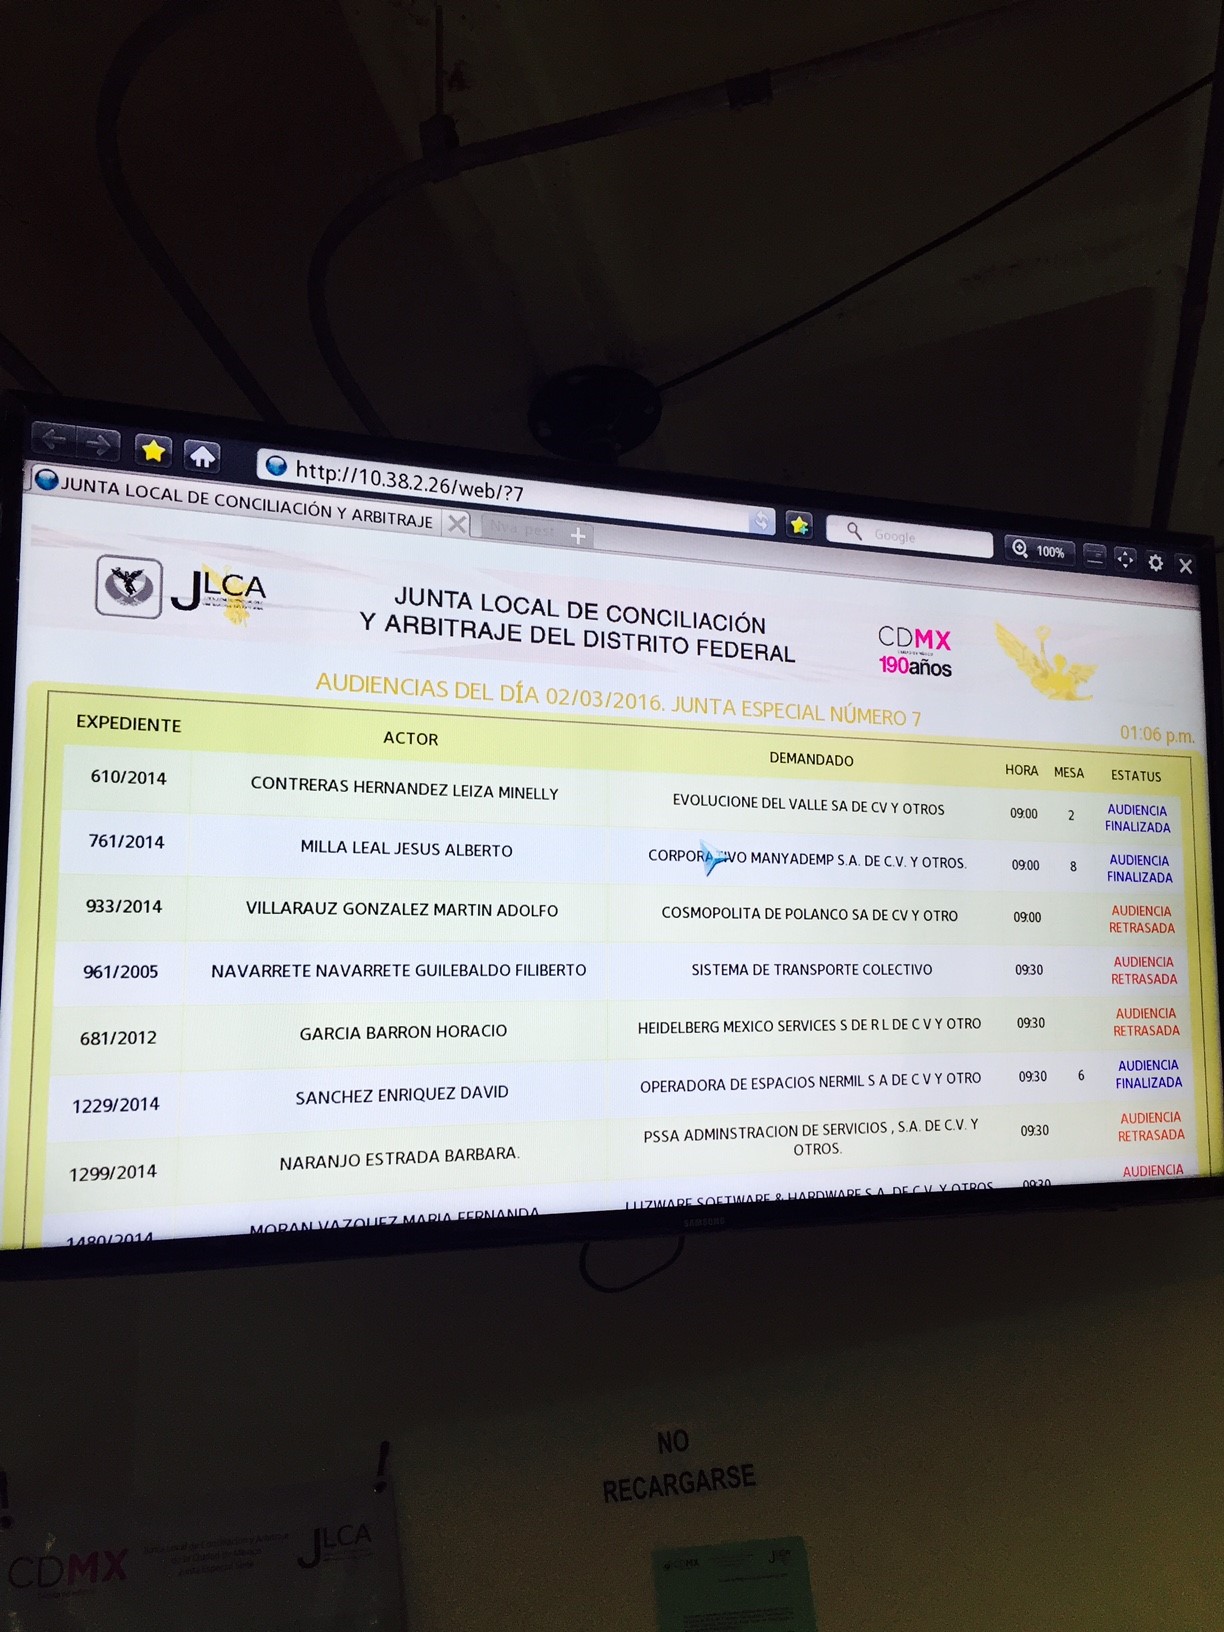 http://10.38.2.26/web/?7
JUNTA LOCAL DE CONCILIACIÓN Y ARBITRAJE
Nva. pest
Google
100%
JLCA
JUNTA LOCAL DE CONCILIACIÓN
Y ARBITRAJE DEL DISTRITO FEDERAL
CDMX
190años
AUDIENCIAS DEL DÍA 02/03/2016. JUNTA ESPECIAL NÚMERO 7
01:06 p.m.
EXPEDIENTE ACTOR DEMANDADO HORA MESA ESTATUS
610/2014 CONTRERAS HERNANDEZ LEIZA MINELLY EVOLUCIONE DEL VALLE SA DE CV Y OTROS 09:00 2 AUDIENCIA FINALIZADA
761/2014 MILLA LEAL JESUS ALBERTO CORPORATIVO MANYADEMP S.A. DE C.V. Y OTROS. 09:00 8 AUDIENCIA FINALIZADA
933/2014 VILLARAUZ GONZALEZ MARTIN ADOLFO COSMOPOLITA DE POLANCO SA DE CV Y OTRO 09:00 AUDIENCIA RETRASADA
961/2005 NAVARRETE NAVARRETE GUILEBALDO FILIBERTO SISTEMA DE TRANSPORTE COLECTIVO 09:30 AUDIENCIA RETRASADA
681/2012 GARCIA BARRON HORACIO HEIDELBERG MEXICO SERVICES S DE R L DE C V Y OTRO 09:30 AUDIENCIA RETRASADA
1229/2014 SANCHEZ ENRIQUEZ DAVID OPERADORA DE ESPACIOS NERMIL S A DE C V Y OTRO 09:30 6 AUDIENCIA FINALIZADA
1299/2014 NARANJO ESTRADA BARBARA. PSSA ADMINSTRACION DE SERVICIOS , S.A. DE C.V. Y OTROS. 09:30 AUDIENCIA RETRASADA
1480/2014 MORAN VAZQUEZ MARIA FERNANDA LUZWARE SOFTWARE & HARDWARE S.A. DE C.V. Y OTROS 09:30 AUDIENCIA
SAMSUNG
NO
RECARGARSE
CDMX
JLCA